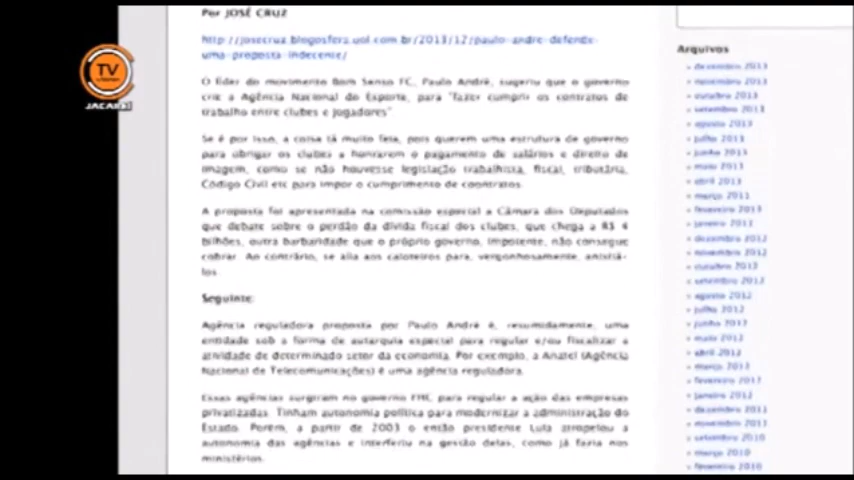 Por JOSÉ CRUZ
http://josecruz.blogosfera.uol.com.br/2013/12/paulo-andre-defende-
uma-proposta-indecente/
O líder do movimento Bom Senso FC, Paulo André, sugeriu que o governo
crie a Agência Nacional do Esporte, para "fazer cumprir os contratos de
trabalho entre clubes e jogadores".
Se é por isso, a coisa tá muito feia, pois querem uma estrutura de governo
para obrigar os clubes a honrarem o pagamento de salários e direito de
imagem, como se não houvesse legislação trabalhista, fiscal, tributária,
Código Civil etc para impor o cumprimento de coontratos.
A proposta foi apresentada na comissão especial a Câmara dos Deputados
que debate sobre o perdão da dívida fiscal dos clubes, que chega a R$ 4
bilhões, outra barbaridade que o próprio governo, impotente, não consegue
cobrar. Ao contrário, se alia aos caloteiros para, vergonhosamente, anistiá-
los.
Seguinte:
Agência reguladora proposta por Paulo André é, resumidamente, uma
entidade sob a forma de autarquia especial para regular e/ou fiscalizar a
atividade de determinado setor da economia. Por exemplo, a Anatel (Agência
Nacional de Telecomunicações) é uma agência reguladora.
Essas agências surgiram no governo FHC, para regular a ação das empresas
privatizadas. Tinham autonomia política para modernizar a administração do
Estado. Porém, a partir de 2003 o então presidente Lula atropelou a
autonomia das agências e interferiu na gestão delas, como já fazia nos
ministérios.
Arquivos
» dezembro 2013
» novembro 2013
» outubro 2013
» setembro 2013
» agosto 2013
» julho 2013
» junho 2013
» maio 2013
» abril 2013
» março 2013
» fevereiro 2013
» janeiro 2013
» dezembro 2012
» novembro 2012
» outubro 2012
» setembro 2012
» agosto 2012
» julho 2012
» junho 2012
» maio 2012
» abril 2012
» março 2012
» fevereiro 2012
» janeiro 2012
» dezembro 2011
» novembro 2011
» setembro 2010
» março 2010
» fevereiro 2010
TV
JACAREÍ